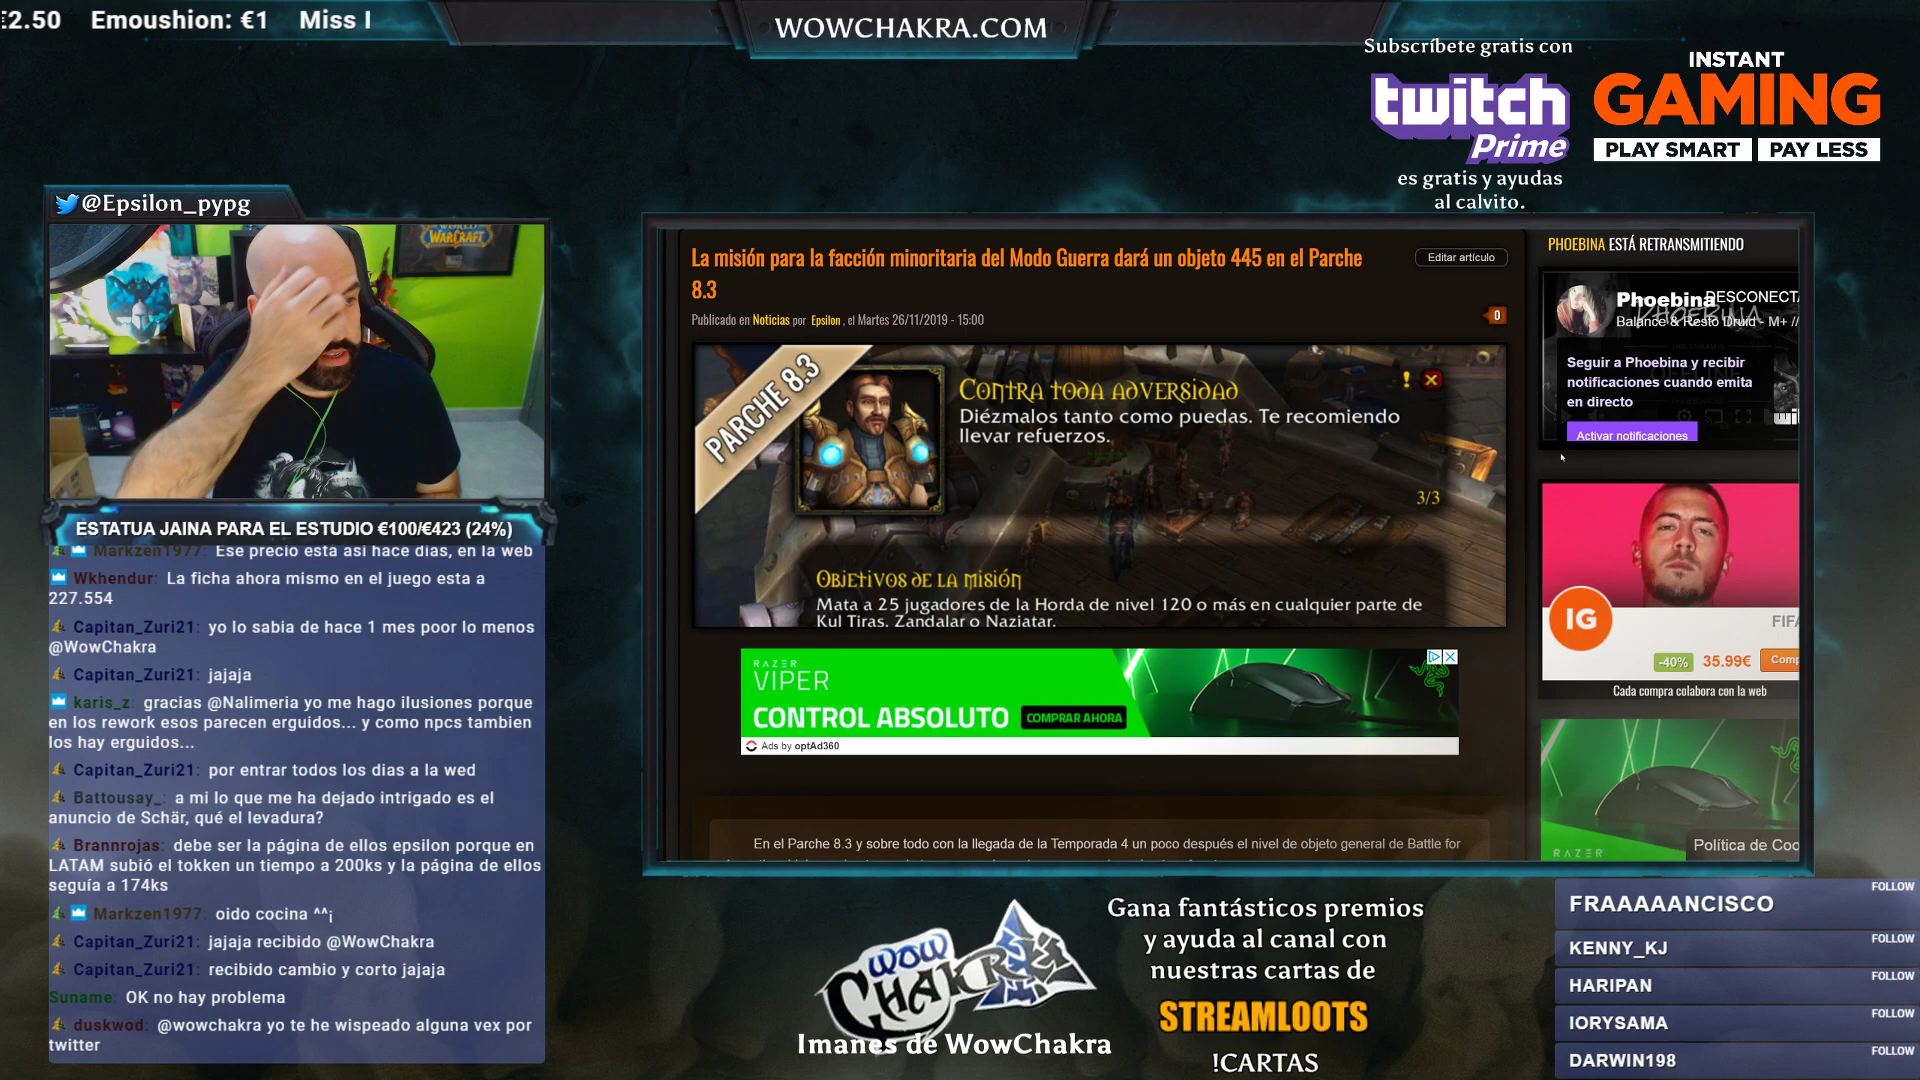 €2.50 Emoushion: €1 Miss I
WOWCHAKRA.COM
Subscríbete gratis con
twitch
Prime
es gratis y ayudas
al calvito.
INSTANT
GAMING
PLAY SMART PAY LESS
@Epsilon_pypg
WORLD
WARCRAFT
ESTATUA JAINA PARA EL ESTUDIO €100/€423 (24%)
Markzen1977: Ese precio está así hace días, en la web
Wkhendur: La ficha ahora mismo en el juego esta a
227.554
Capitan_Zuri21: yo lo sabia de hace 1 mes poor lo menos
@WowChakra
Capitan_Zuri21: jajaja
karis_z: gracias @Nalimeria yo me hago ilusiones porque
en los rework esos parecen erguidos... y como npcs tambien
los hay erguidos...
Capitan_Zuri21: por entrar todos los dias a la wed
Battousay_: a mi lo que me ha dejado intrigado es el
anuncio de Schär, qué el levadura?
Brannrojas: debe ser la página de ellos epsilon porque en
LATAM subió el tokken un tiempo a 200ks y la página de ellos
seguía a 174ks
Markzen1977: oido cocina ^^¡
Capitan_Zuri21: jajaja recibido @WowChakra
Capitan_Zuri21: recibido cambio y corto jajaja
Suname: OK no hay problema
duskwod: @wowchakra yo te he wispeado alguna vex por
twitter
La misión para la facción minoritaria del Modo Guerra dará un objeto 445 en el Parche
8.3
Editar artículo
Publicado en Noticias por Epsilon , el Martes 26/11/2019 - 15:00
0
PARCHE 8.3
Contra toda adversidad
Diézmalos tanto como puedas. Te recomiendo
llevar refuerzos.
3/3
Objetivos de la misión
Mata a 25 jugadores de la Horda de nivel 120 o más en cualquier parte de
Kul Tiras, Zandalar o Nazjatar.
RAZER
VIPER
CONTROL ABSOLUTO COMPRAR AHORA
Ads by optAd360
En el Parche 8.3 y sobre todo con la llegada de la Temporada 4 un poco después el nivel de objeto general de Battle for
PHOEBINA ESTÁ RETRANSMITIENDO
Phoebina DESCONECTA
Balance & Resto Druid - M+ //
Seguir a Phoebina y recibir
notificaciones cuando emita
en directo
Activar notificaciones
IG
FIFA
-40% 35.99€ Comp
Cada compra colabora con la web
RAZER
Política de Coo
WOW
CHAKRA
Imanes de WowChakra
Gana fantásticos premios
y ayuda al canal con
nuestras cartas de
STREAMLOOTS
!CARTAS
FOLLOW
FRAAAAANCISCO
FOLLOW
KENNY_KJ
FOLLOW
HARIPAN
FOLLOW
IORYSAMA
FOLLOW
DARWIN198